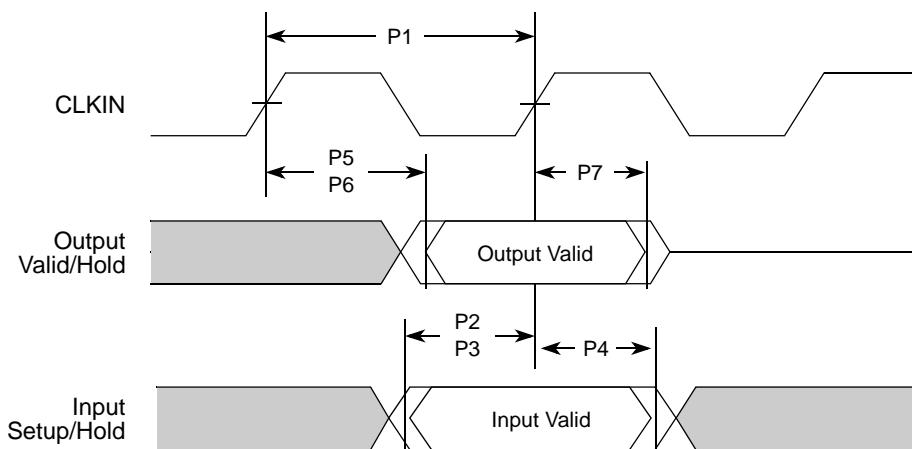 P1
CLKIN
P5
P6
P7
Output
Valid/Hold
Output Valid
P2
P3
P4
Input
Setup/Hold
Input Valid